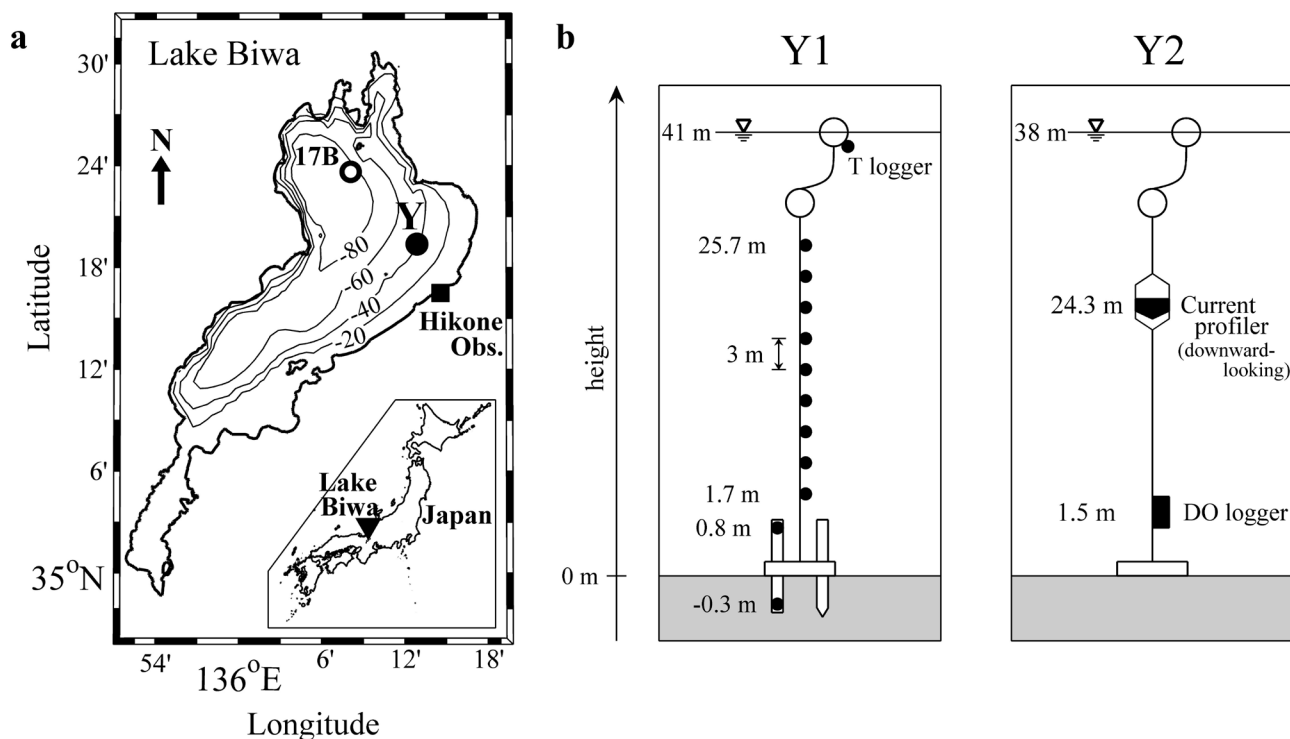 a
Lake Biwa
N
30'
24'
18'
12'
6'
35°N
Latitude
17B
Y
-80
-60
-40
-20
Hikone
Obs.
Lake
Biwa
Japan
54'
136°E
6'
12'
18'
Longitude
b
Y1
Y2
height
0 m
41 m
T logger
25.7 m
3 m
1.7 m
0.8 m
-0.3 m
38 m
24.3 m
Current
profiler
(downward-
looking)
1.5 m
DO logger